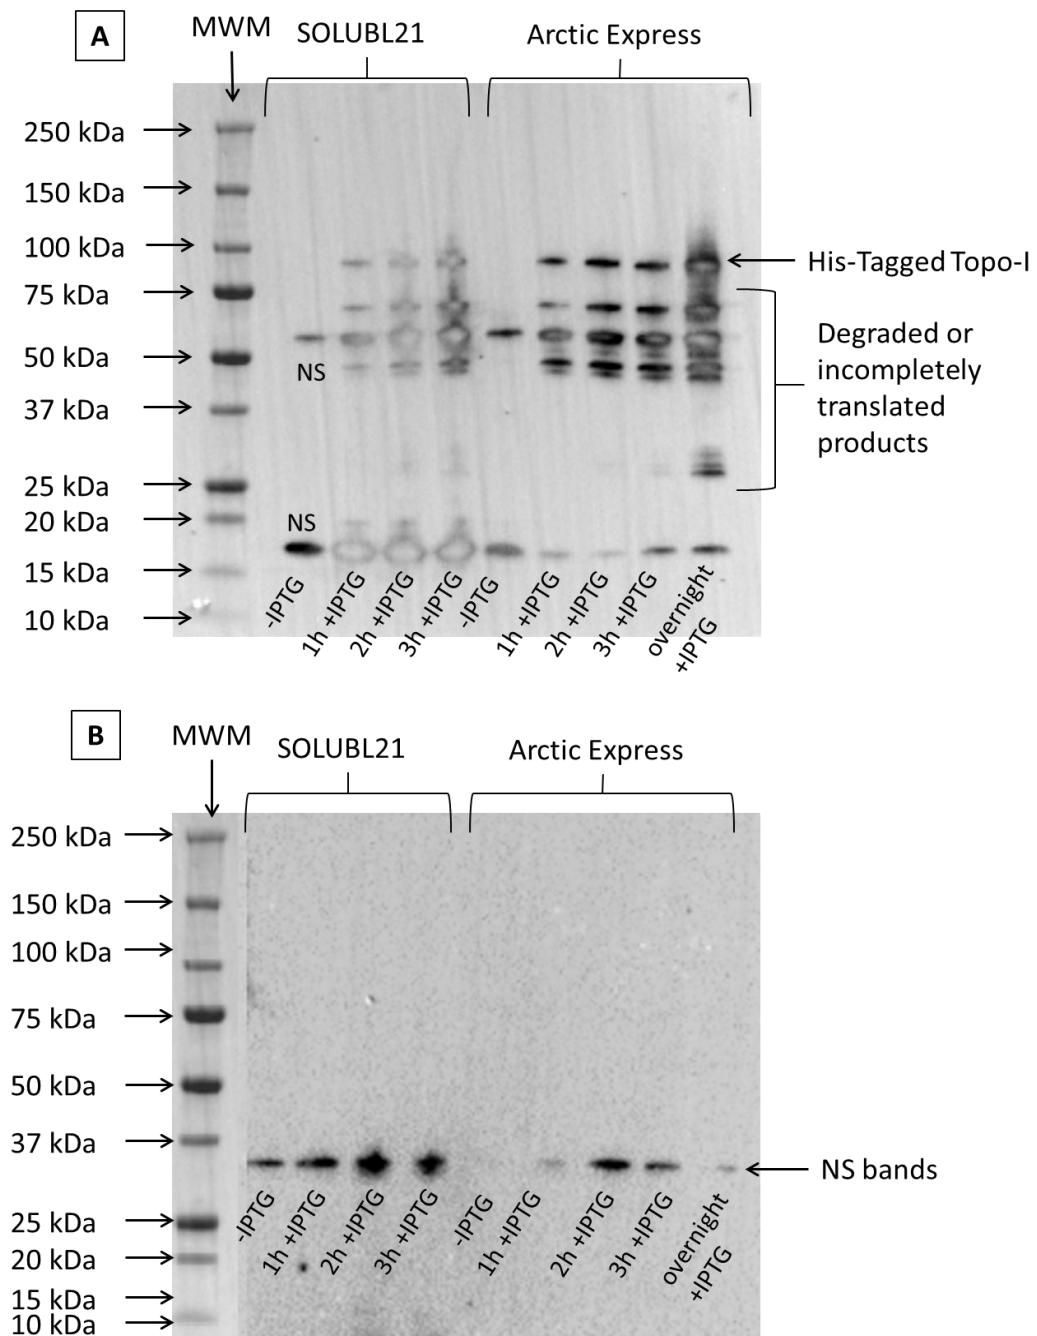 A
MWM
SOLUBL21
Arctic Express
250 kDa
150 kDa
100 kDa
75 kDa
50 kDa
37 kDa
25 kDa
20 kDa
15 kDa
10 kDa
NS
NS
His-Tagged Topo-I
Degraded or
incompletely
translated
products
-IPTG
1h +IPTG
2h +IPTG
3h +IPTG
-IPTG
1h +IPTG
2h +IPTG
3h +IPTG
overnight
+IPTG
B
MWM
SOLUBL21
Arctic Express
250 kDa
150 kDa
100 kDa
75 kDa
50 kDa
37 kDa
25 kDa
20 kDa
15 kDa
10 kDa
NS bands
-IPTG
1h +IPTG
2h +IPTG
3h +IPTG
-IPTG
1h +IPTG
2h +IPTG
3h +IPTG
overnight
+IPTG